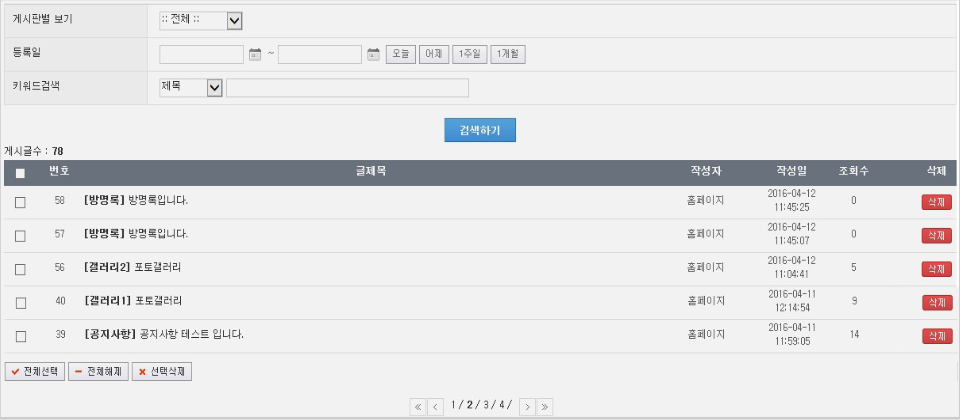 게시판별 보기 :: 전체 ::
등록일 ~ 오늘 어제 1주일 1개월
키워드검색 제목
검색하기
게시글수 : 78
번호 글제목 작성자 작성일 조회수 삭제
58 [방명록] 방명록입니다. 홈페이지 2016-04-12 11:45:25 0 삭제
57 [방명록] 방명록입니다. 홈페이지 2016-04-12 11:45:07 0 삭제
56 [갤러리2] 포토갤러리 홈페이지 2016-04-12 11:04:41 5 삭제
40 [갤러리1] 포토갤러리 홈페이지 2016-04-11 12:14:54 9 삭제
39 [공지사항] 공지사항 테스트 입니다. 홈페이지 2016-04-11 11:59:05 14 삭제
전체선택 전체해제 선택삭제
« ‹ 1 / 2 / 3 / 4 / › »